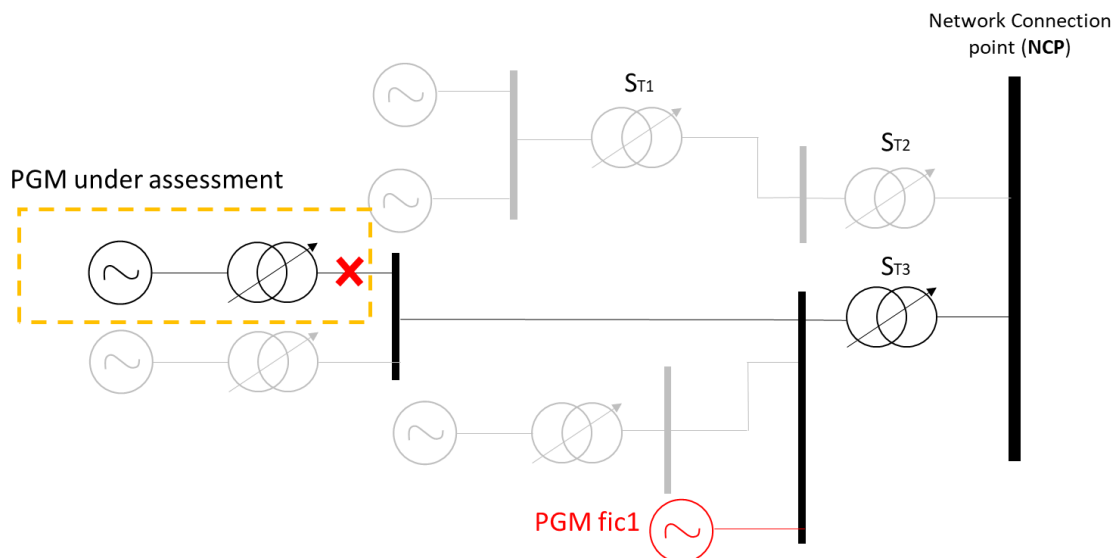 Network Connection
point (NCP)
ST1
ST2
PGM under assessment
ST3
PGM fic1